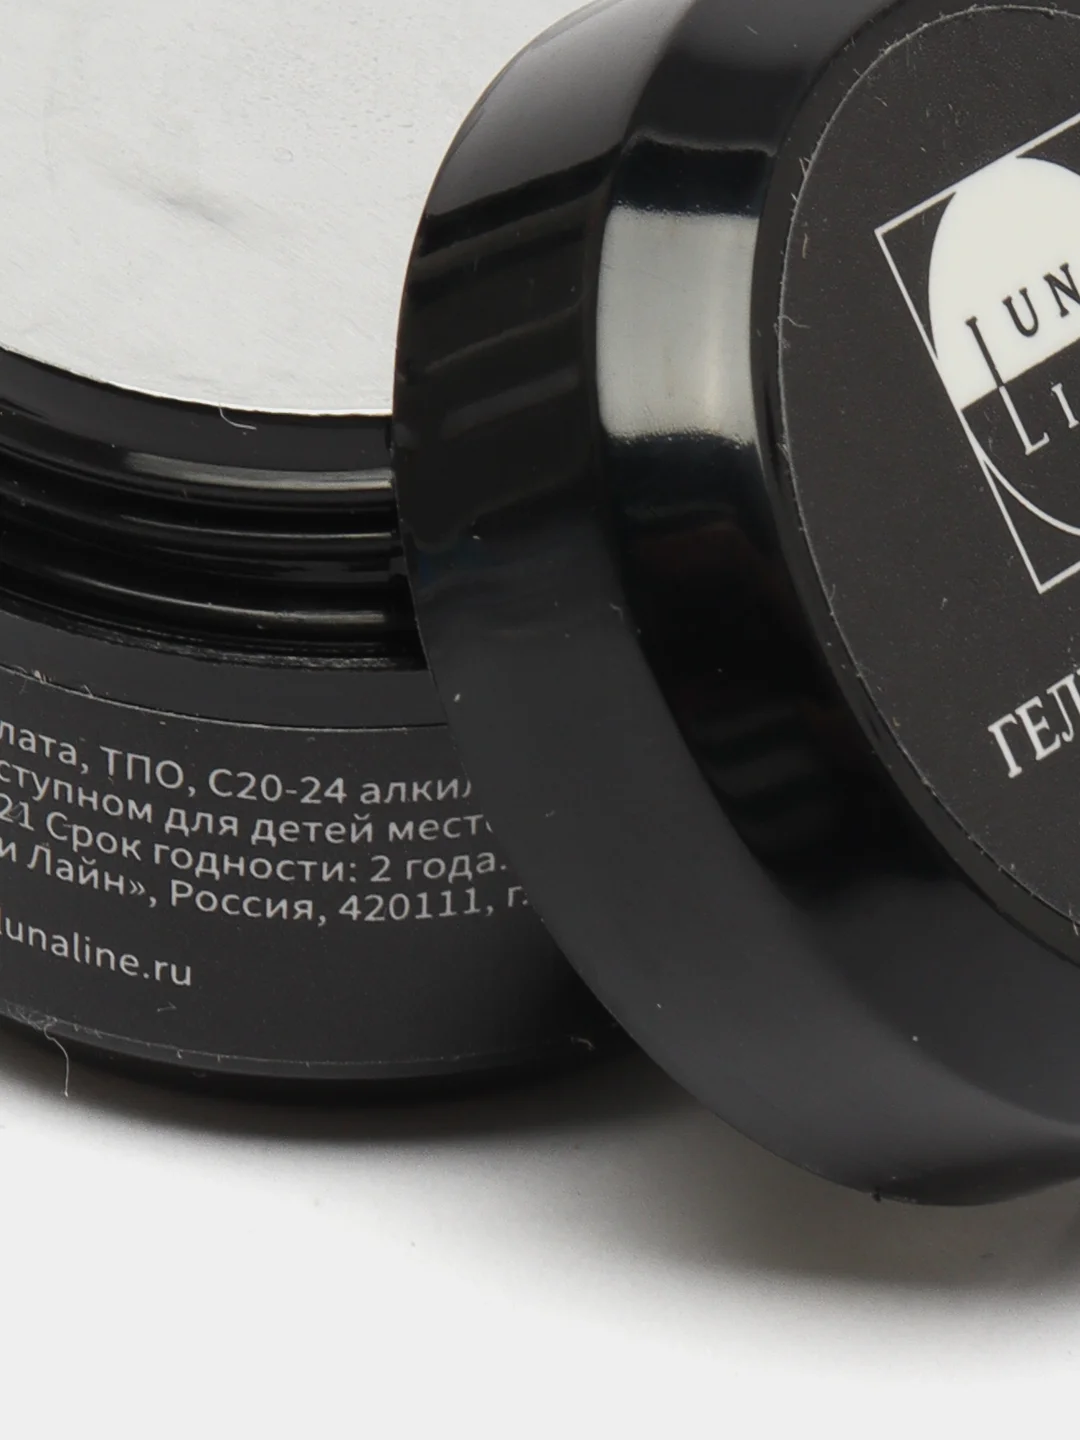 LUN
LI
ГЕЛ
лата, ТПО, С20-24 алкил
ступном для детей мест
21 Срок годности: 2 года.
и Лайн», Россия, 420111, г.
lunaline.ru